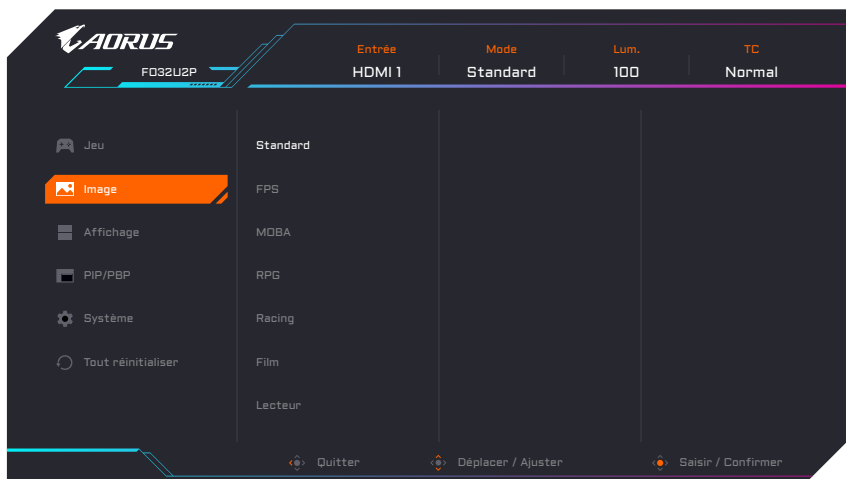 AORUS
FO32U2P
Entrée Mode Lum. TC
HDMI 1 Standard 100 Normal
Jeu Standard
Image FPS
Affichage MOBA
PIP/PBP RPG
Système Racing
Tout réinitialiser Film
Lecteur
Quitter Déplacer / Ajuster Saisir / Confirmer